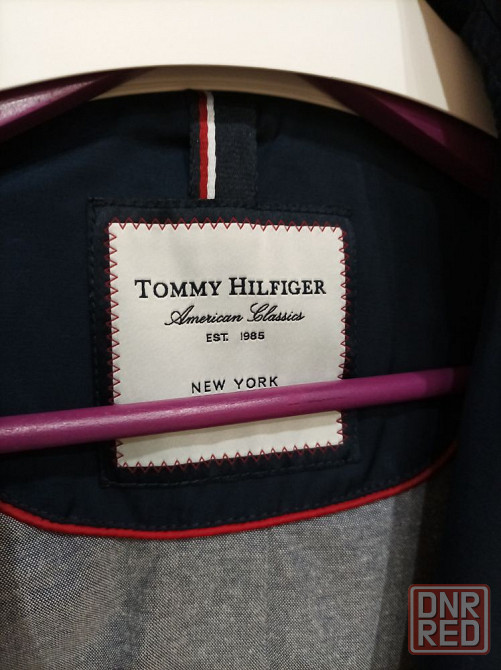 TOMMY HILFIGER
American Classics
EST. 1985
NEW YORK
DNR
RED